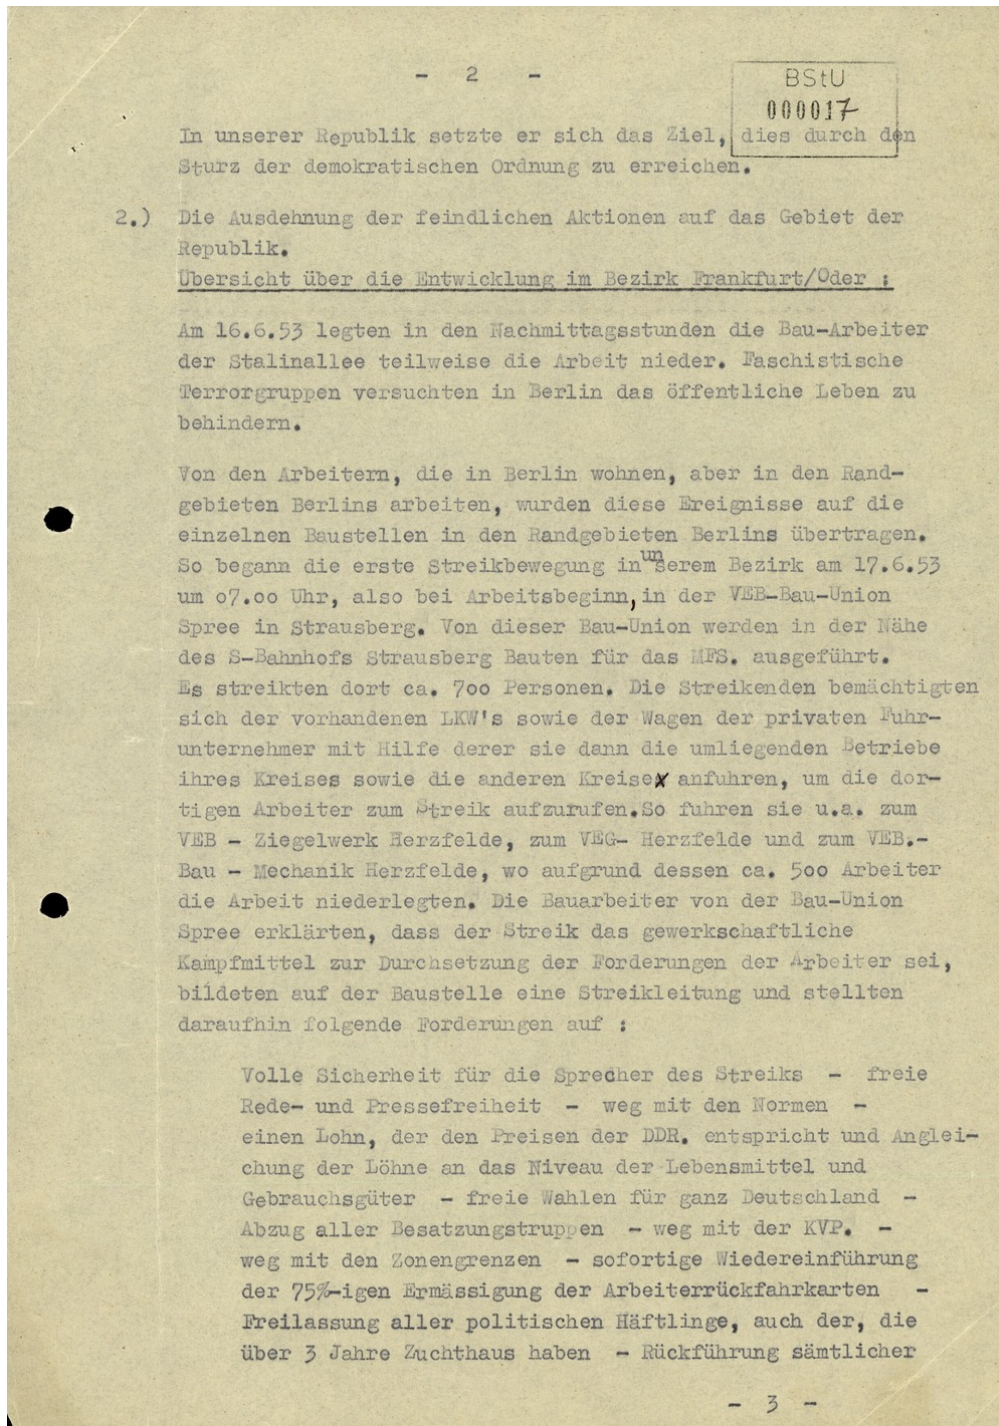 - 2 -
BStU
000017
In unserer Republik setzte er sich das Ziel, dies durch den
Sturz der demokratischen Ordnung zu erreichen.
2.) Die Ausdehnung der feindlichen Aktionen auf das Gebiet der
Republik.
Übersicht über die Entwicklung im Bezirk Frankfurt/Oder :
Am 16.6.53 legten in den Nachmittagsstunden die Bau-Arbeiter
der Stalinallee teilweise die Arbeit nieder. Faschistische
Terrorgruppen versuchten in Berlin das öffentliche Leben zu
behindern.
Von den Arbeitern, die in Berlin wohnen, aber in den Rand-
gebieten Berlins arbeiten, wurden diese Ereignisse auf die
einzelnen Baustellen in den Randgebieten Berlins übertragen.
So begann die erste Streikbewegung in unserem Bezirk am 17.6.53
um 07.00 Uhr, also bei Arbeitsbeginn, in der VEB-Bau-Union
Spree in Strausberg. Von dieser Bau-Union werden in der Nähe
des S-Bahnhofs Strausberg Bauten für das MFS. ausgeführt.
Es streikten dort ca. 700 Personen. Die Streikenden bemächtigten
sich der vorhandenen LKW's sowie der Wagen der privaten Fuhr-
unternehmer mit Hilfe derer sie dann die umliegenden Betriebe
ihres Kreises sowie die anderen Kreise anfuhren, um die dor-
tigen Arbeiter zum Streik aufzurufen.So fuhren sie u.a. zum
VEB - Ziegelwerk Herzfelde, zum VEG- Herzfelde und zum VEB.-
Bau - Mechanik Herzfelde, wo aufgrund dessen ca. 500 Arbeiter
die Arbeit niederlegten. Die Bauarbeiter von der Bau-Union
Spree erklärten, dass der Streik das gewerkschaftliche
Kampfmittel zur Durchsetzung der Forderungen der Arbeiter sei,
bildeten auf der Baustelle eine Streikleitung und stellten
daraufhin folgende Forderungen auf :
Volle Sicherheit für die Sprecher des Streiks - freie
Rede- und Pressefreiheit - weg mit den Normen -
einen Lohn, der den Preisen der DDR. entspricht und Anglei-
chung der Löhne an das Niveau der Lebensmittel und
Gebrauchsgüter - freie Wahlen für ganz Deutschland -
Abzug aller Besatzungstruppen - weg mit der KVP. -
weg mit den Zonengrenzen - sofortige Wiedereinführung
der 75%-igen Ermässigung der Arbeiterrückfahrkarten -
Freilassung aller politischen Häftlinge, auch der, die
über 3 Jahre Zuchthaus haben - Rückführung sämtlicher
- 3 -